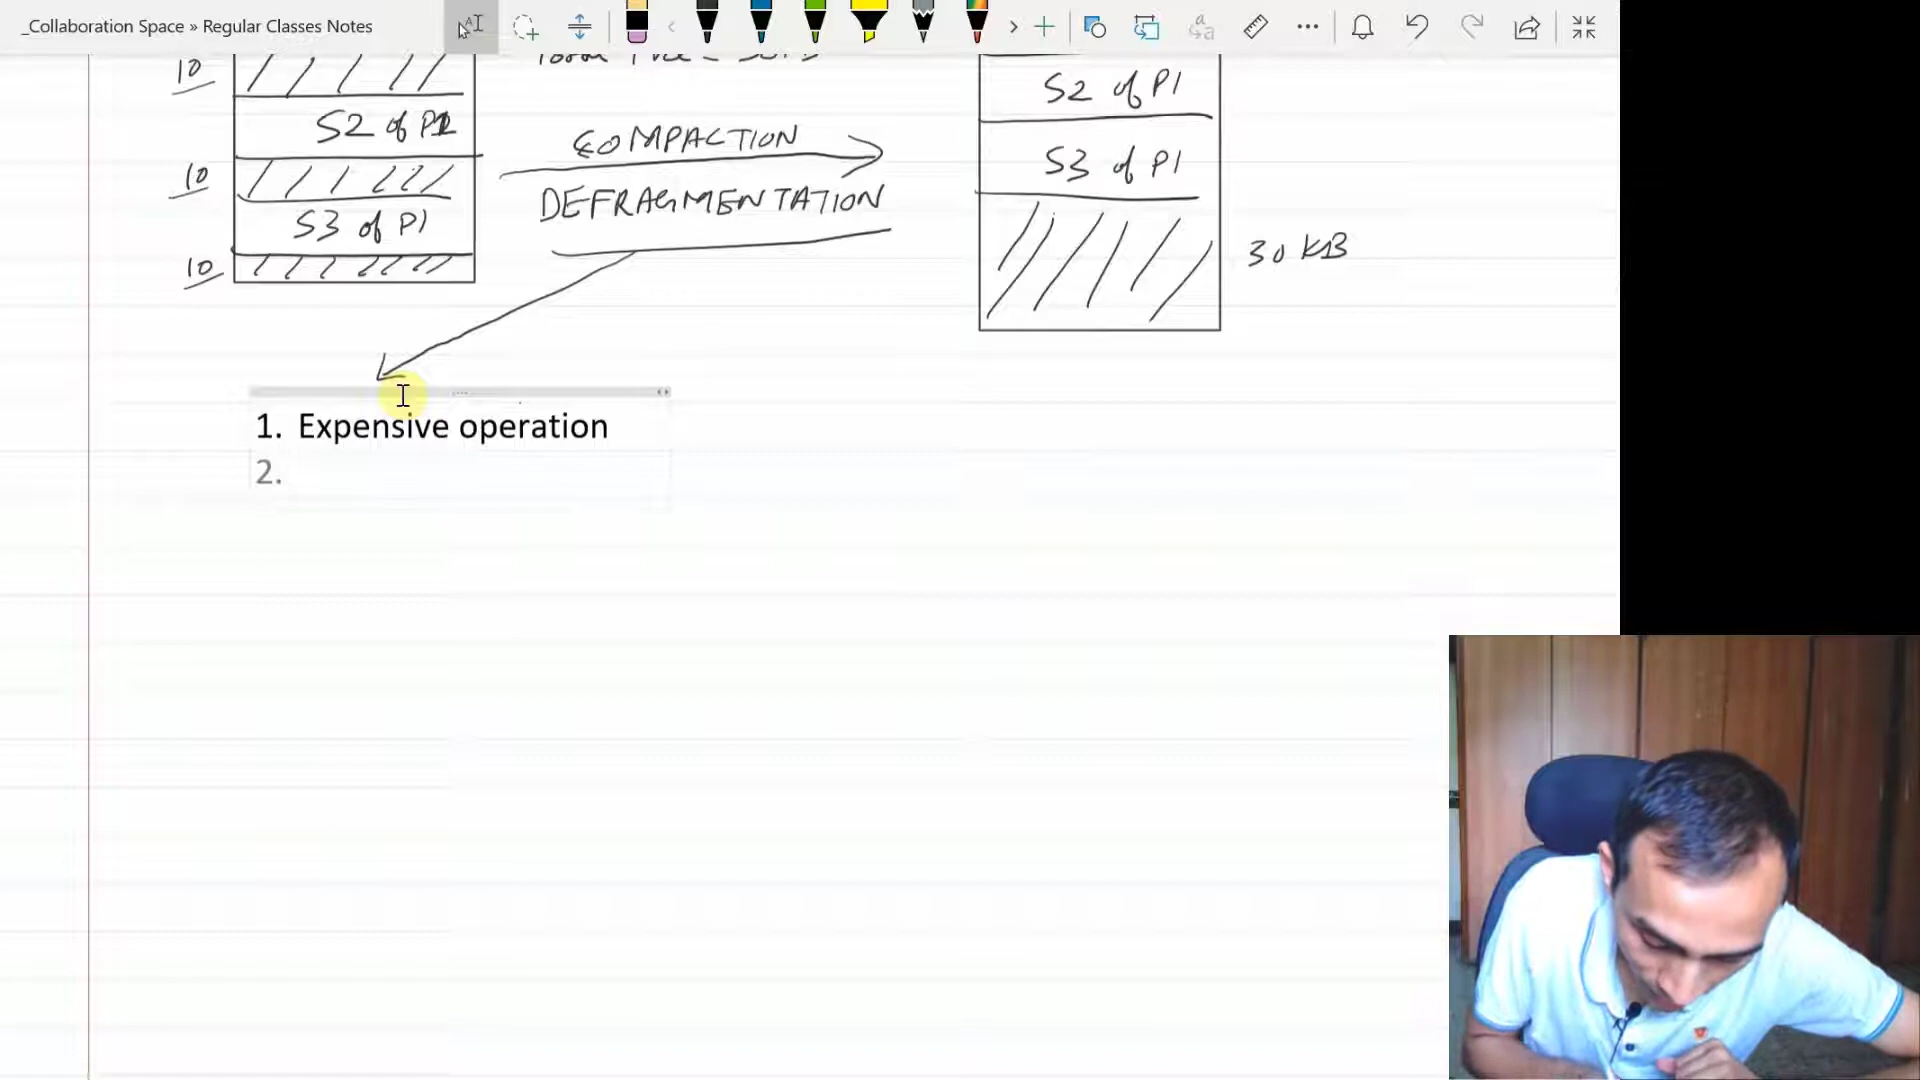 _Collaboration Space » Regular Classes Notes
10
S2 of P1
S2 of
COMPACTION
10
S3 of P1
DEFRAGMENTATION
S3 of P1
30 KB
10
1. Expensive operation
2.